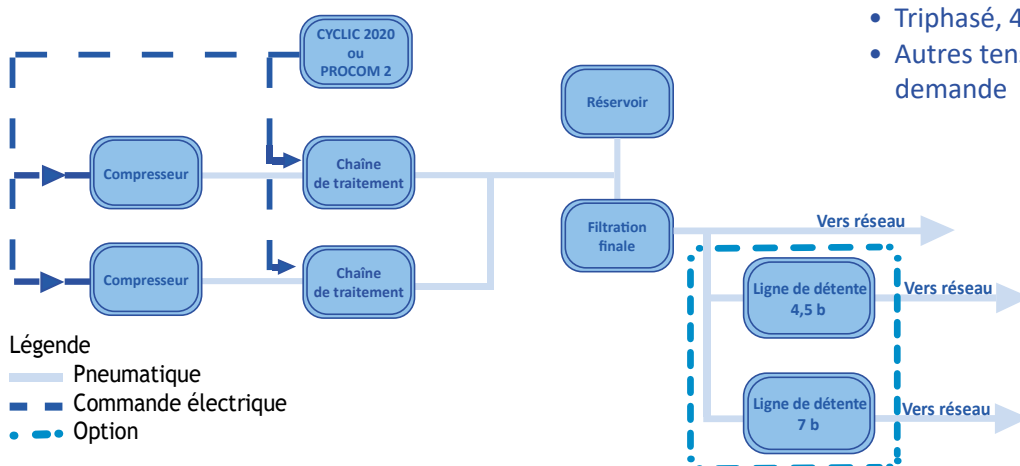 CYCLIC 2020
ou
PROCOM 2
• Triphasé, 4
• Autres ten
demande
Réservoir
Compresseur
Chaîne
de traitement
Filtration
finale
Vers réseau
Compresseur
Chaîne
de traitement
Ligne de détente
4,5 b
Vers réseau
Ligne de détente
7 b
Vers réseau
Légende
Pneumatique
Commande électrique
Option